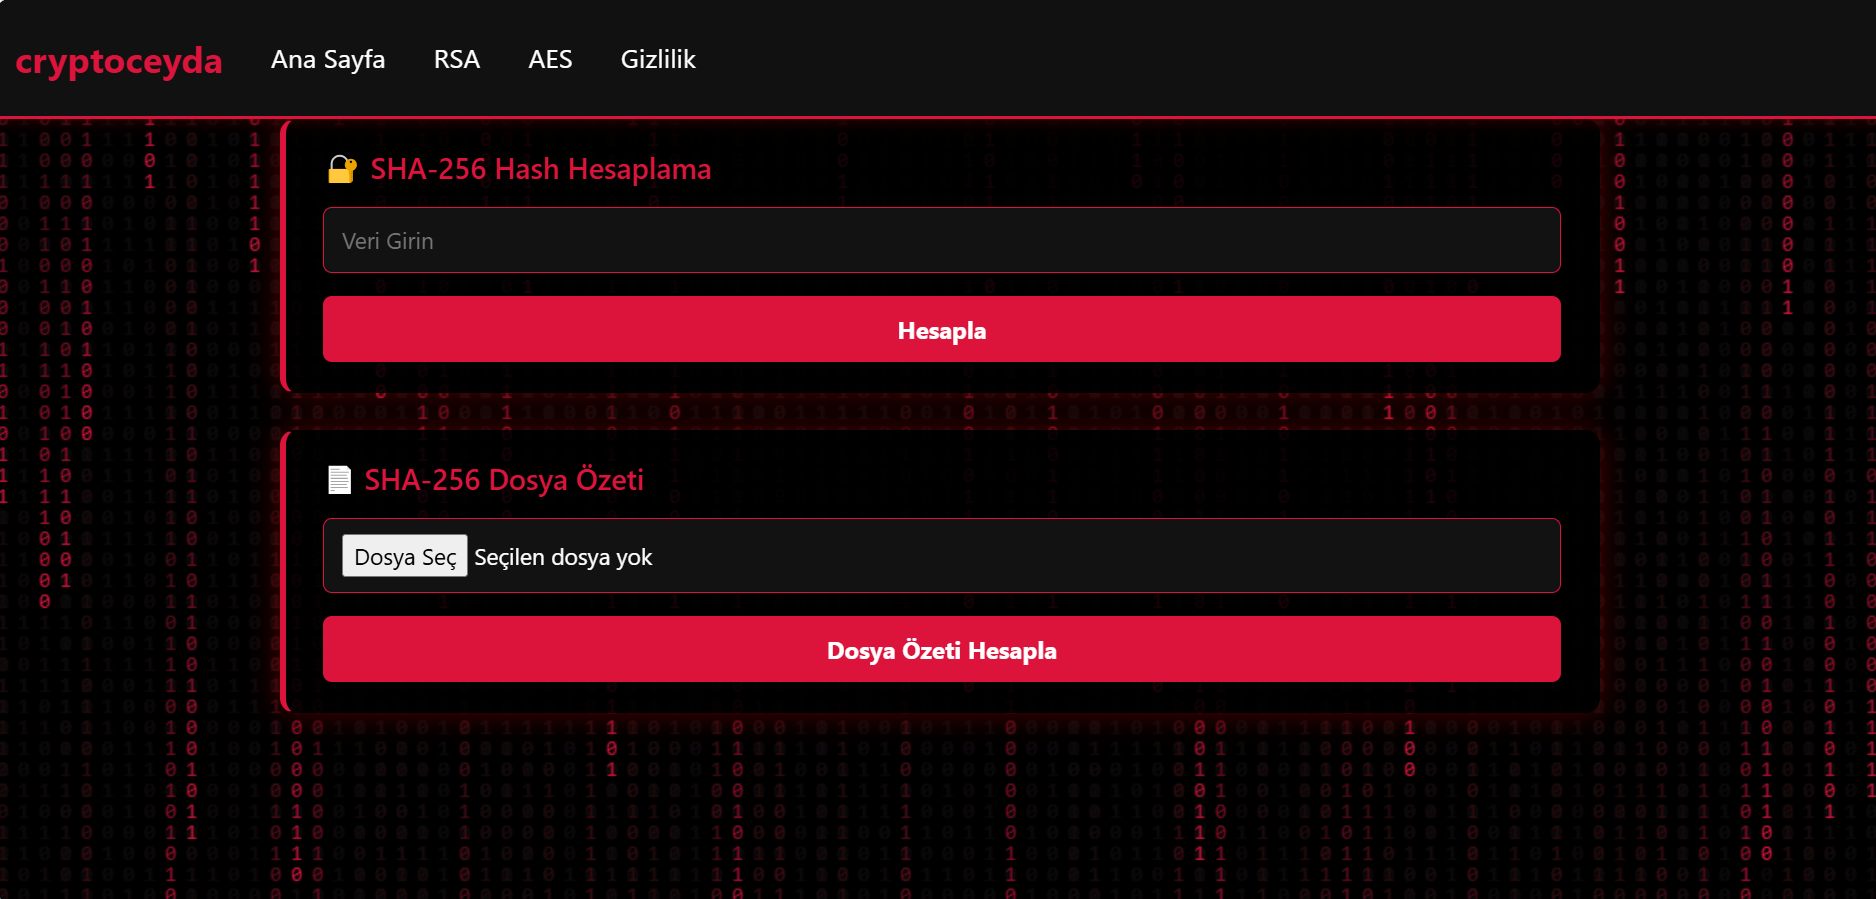 cryptoceyda Ana Sayfa RSA AES Gizlilik
SHA-256 Hash Hesaplama
Veri Girin
Hesapla
SHA-256 Dosya Özeti
Dosya Seç Seçilen dosya yok
Dosya Özeti Hesapla